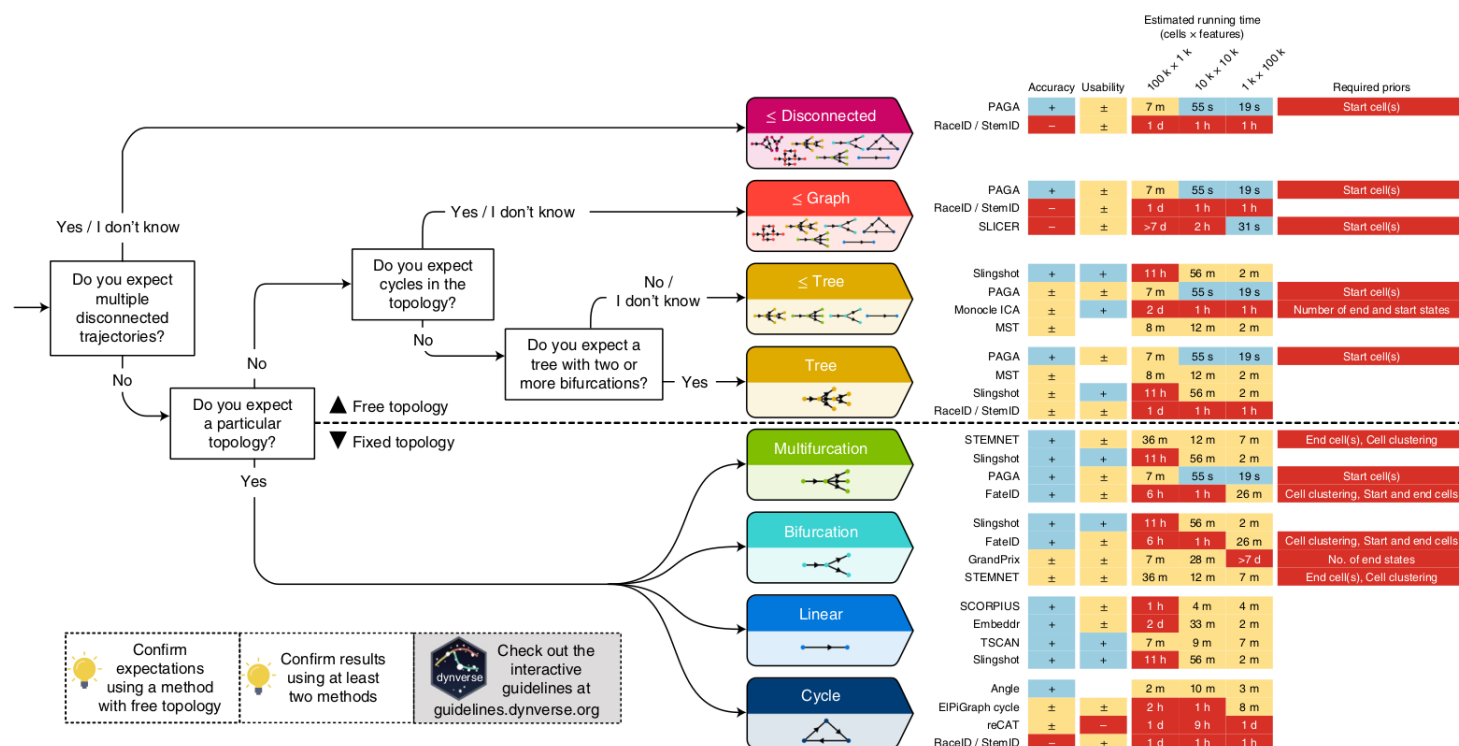 Estimated running time
(cells × features)
Accuracy Usability 100 k × 1 k 10 k × 10 k 1 k × 100 k Required priors
≤ Disconnected
PAGA + ± 7 m 55 s 19 s Start cell(s)
RaceID / StemID – ± 1 d 1 h 1 h
≤ Graph
PAGA + ± 7 m 55 s 19 s Start cell(s)
RaceID / StemID – ± 1 d 1 h 1 h
SLICER – ± >7 d 2 h 31 s Start cell(s)
≤ Tree
Slingshot + + 11 h 56 m 2 m
PAGA ± ± 7 m 55 s 19 s Start cell(s)
Monocle ICA ± + 2 d 1 h 1 h Number of end and start states
MST ± 8 m 12 m 2 m
Tree
PAGA + ± 7 m 55 s 19 s Start cell(s)
MST ± 8 m 12 m 2 m
Slingshot ± + 11 h 56 m 2 m
RaceID / StemID ± ± 1 d 1 h 1 h
Multifurcation
STEMNET + ± 36 m 12 m 7 m End cell(s), Cell clustering
Slingshot + + 11 h 56 m 2 m
PAGA + ± 7 m 55 s 19 s Start cell(s)
FateID + ± 6 h 1 h 26 m Cell clustering, Start and end cells
Bifurcation
Slingshot + + 11 h 56 m 2 m
FateID + ± 6 h 1 h 26 m Cell clustering, Start and end cells
GrandPrix ± ± 7 m 28 m >7 d No. of end states
STEMNET ± ± 36 m 12 m 7 m End cell(s), Cell clustering
Linear
SCORPIUS + ± 1 h 4 m 4 m
Embeddr + ± 2 d 33 m 2 m
TSCAN + + 7 m 9 m 7 m
Slingshot + + 11 h 56 m 2 m
Cycle
Angle + 2 m 10 m 3 m
ElPiGraph cycle ± ± 2 h 1 h 8 m
reCAT ± – 1 d 9 h 1 d
RaceID / StemID – ± 1 d 1 h 1 h
Yes / I don't know
Do you expect
multiple
disconnected
trajectories?
No
Do you expect
a particular
topology?
No
Yes
Do you expect
cycles in the
topology?
Yes / I don't know
No
Do you expect a
tree with two or
more bifurcations?
No /
I don't know
Yes
▲ Free topology
▼ Fixed topology
Confirm
expectations
using a method
with free topology
Confirm results
using at least
two methods
dynverse
Check out the
interactive
guidelines at
guidelines.dynverse.org